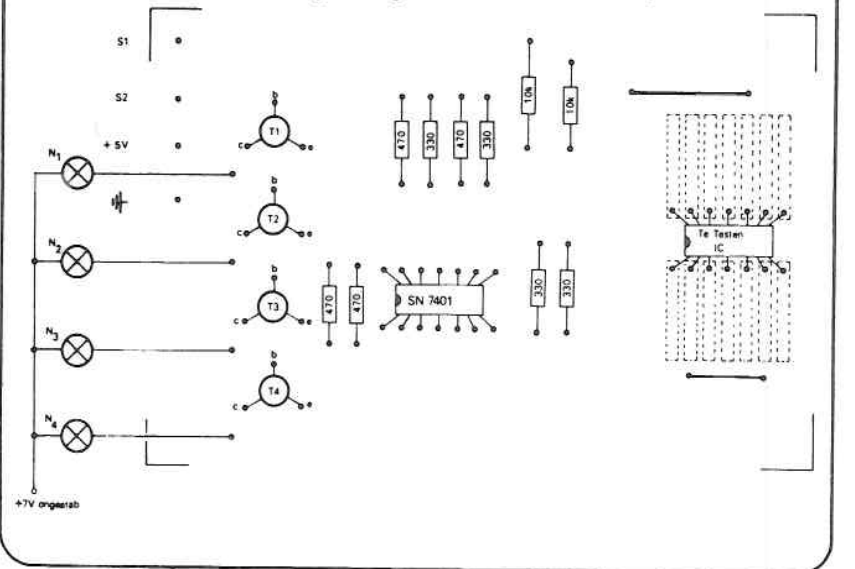 S1
S2
+ 5V
N1
N2
N3
N4
+7V ongestab
b
T1
c
e
b
T2
c
e
b
T3
c
e
b
T4
c
e
470
330
470
330
10k
10k
470
470
SN 7401
330
330
Te Testen
IC